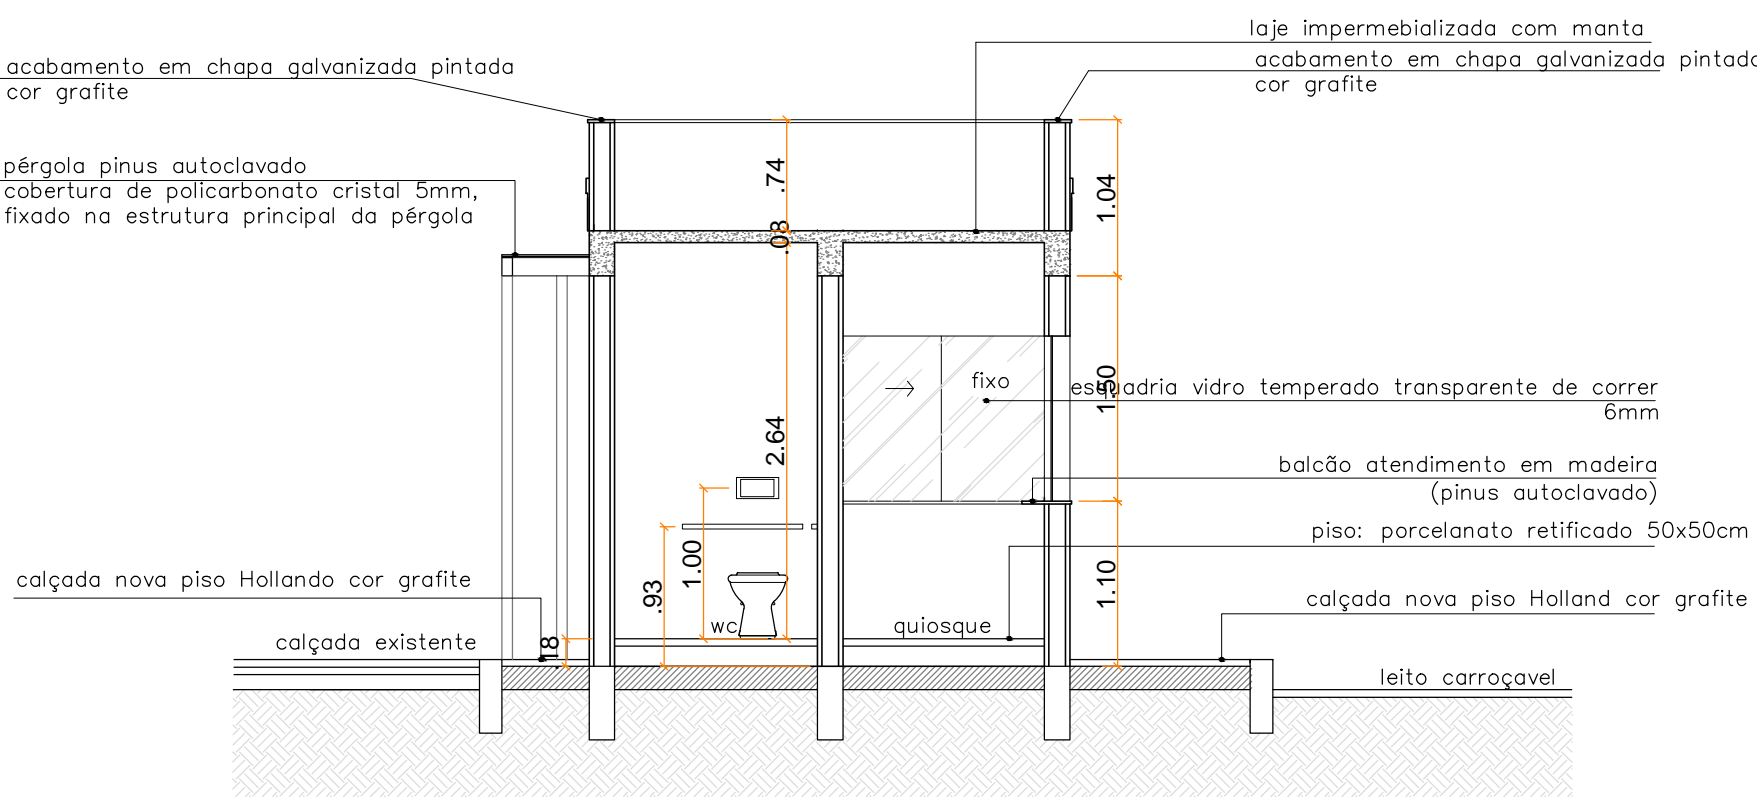 laje impermebializada com manta
acabamento em chapa galvanizada pintada
cor grafite
acabamento em chapa galvanizada pintada
cor grafite
pérgola pinus autoclavado
cobertura de policarbonato cristal 5mm,
fixado na estrutura principal da pérgola
.74
.08
1.04
fixo
1.50
esquadria vidro temperado transparente de correr
6mm
2.64
balcão atendimento em madeira
(pinus autoclavado)
piso: porcelanato retificado 50x50cm
1.00
.93
1.10
calçada nova piso Hollando cor grafite
calçada nova piso Holland cor grafite
wc
quiosque
calçada existente
.18
leito carroçavel